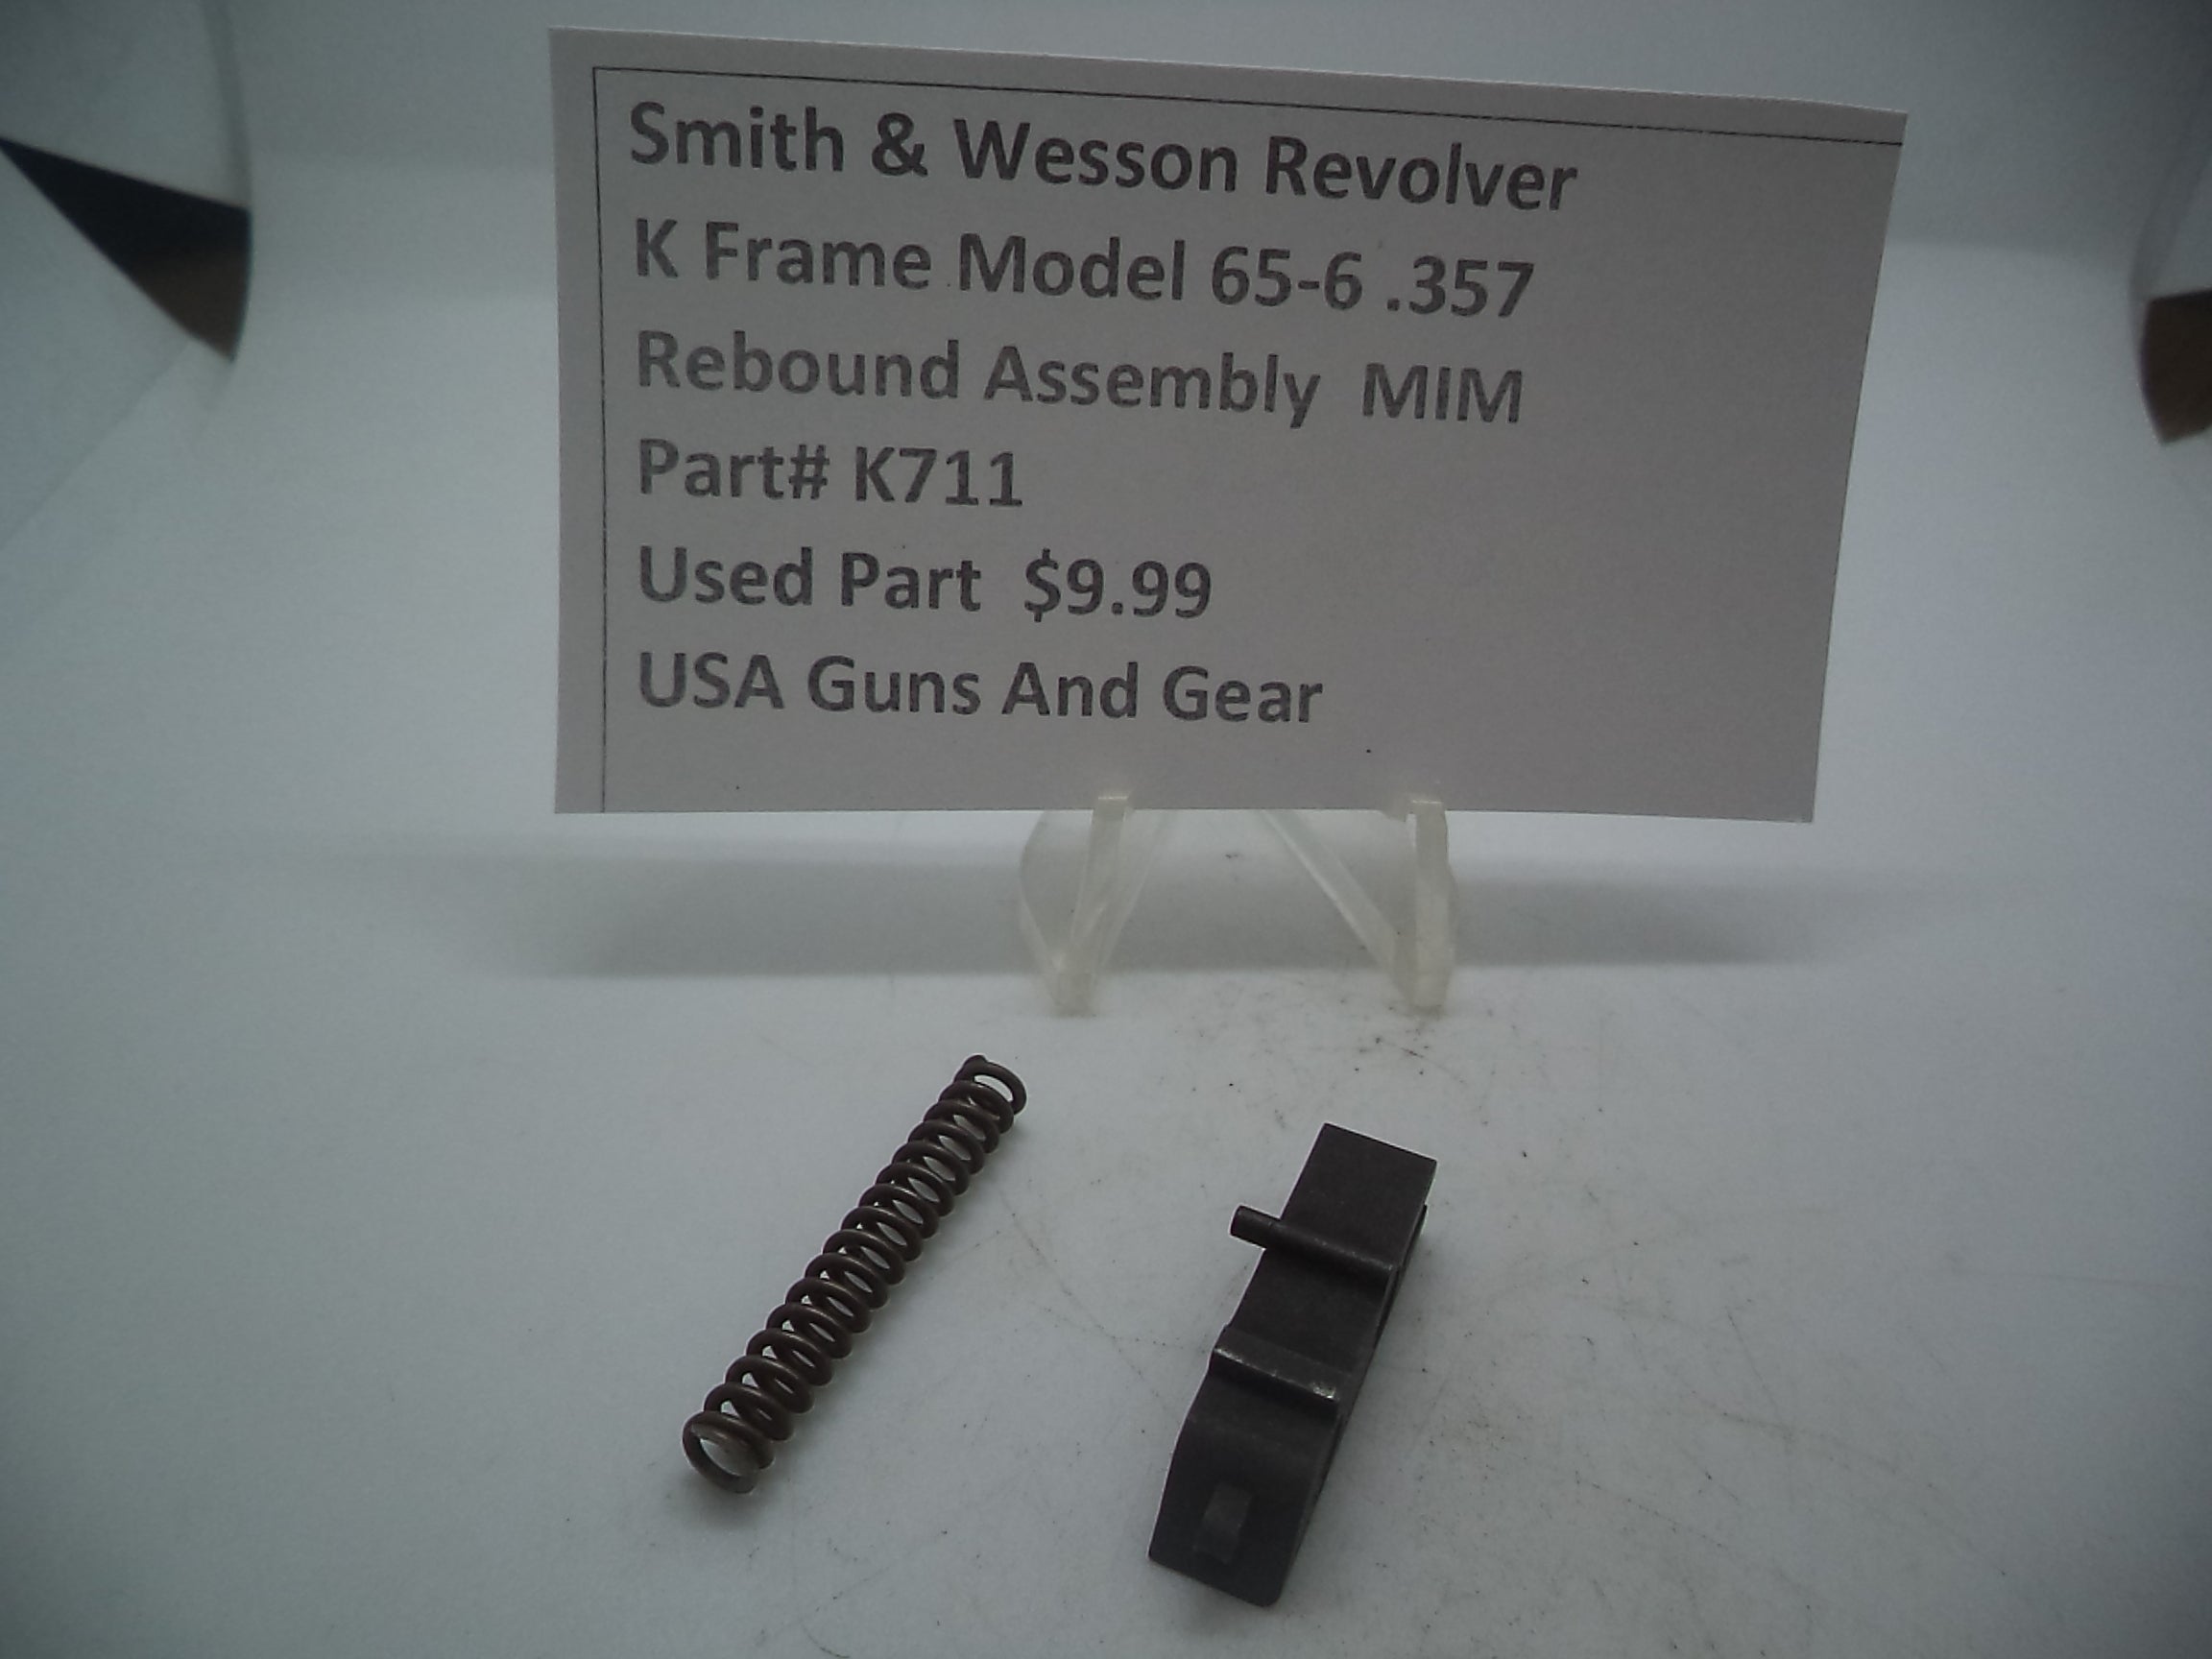 Smith & Wesson Revolver
K Frame Model 65-6 .357
Rebound Assembly  MIM
Part# K711
Used Part  $9.99
USA Guns And Gear